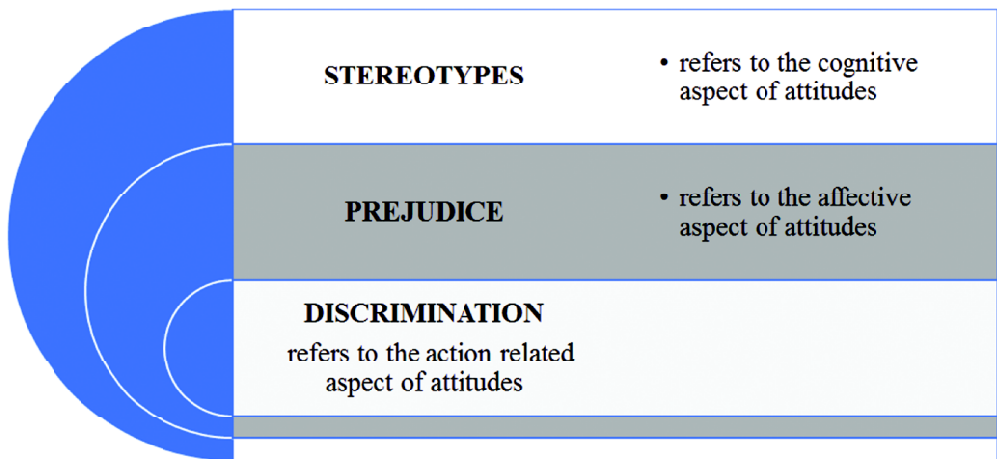 STEREOTYPES
• refers to the cognitive
aspect of attitudes
PREJUDICE
• refers to the affective
aspect of attitudes
DISCRIMINATION
refers to the action related
aspect of attitudes